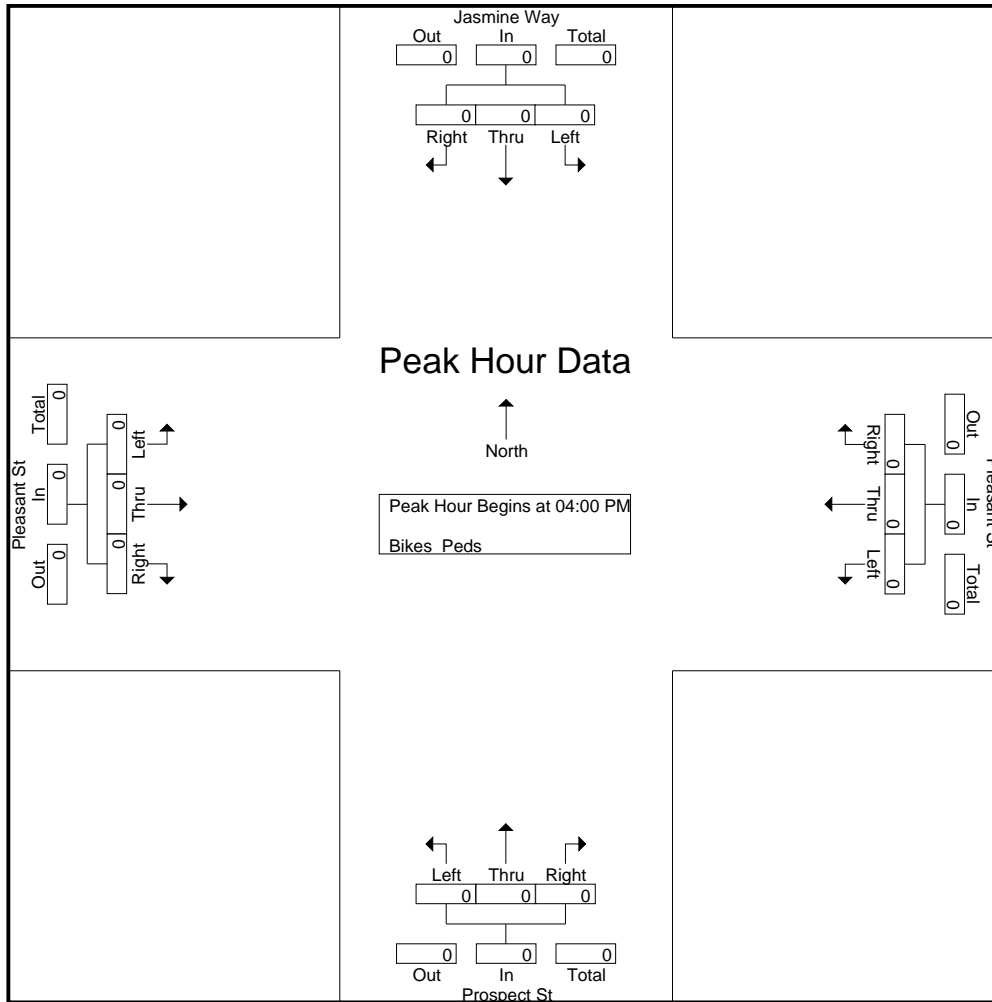 Jasmine Way
Out In Total
0 0 0
0 0 0
Right Thru Left
Peak Hour Data
North
Peak Hour Begins at 04:00 PM
Bikes Peds
Pleasant St
Total In Out
0 0 0
0 0 0
Left Thru Right
Right Thru Left
0 0 0
0 0 0
Out In Total
Pleasant St
Left Thru Right
0 0 0
0 0 0
Out In Total
Prospect St